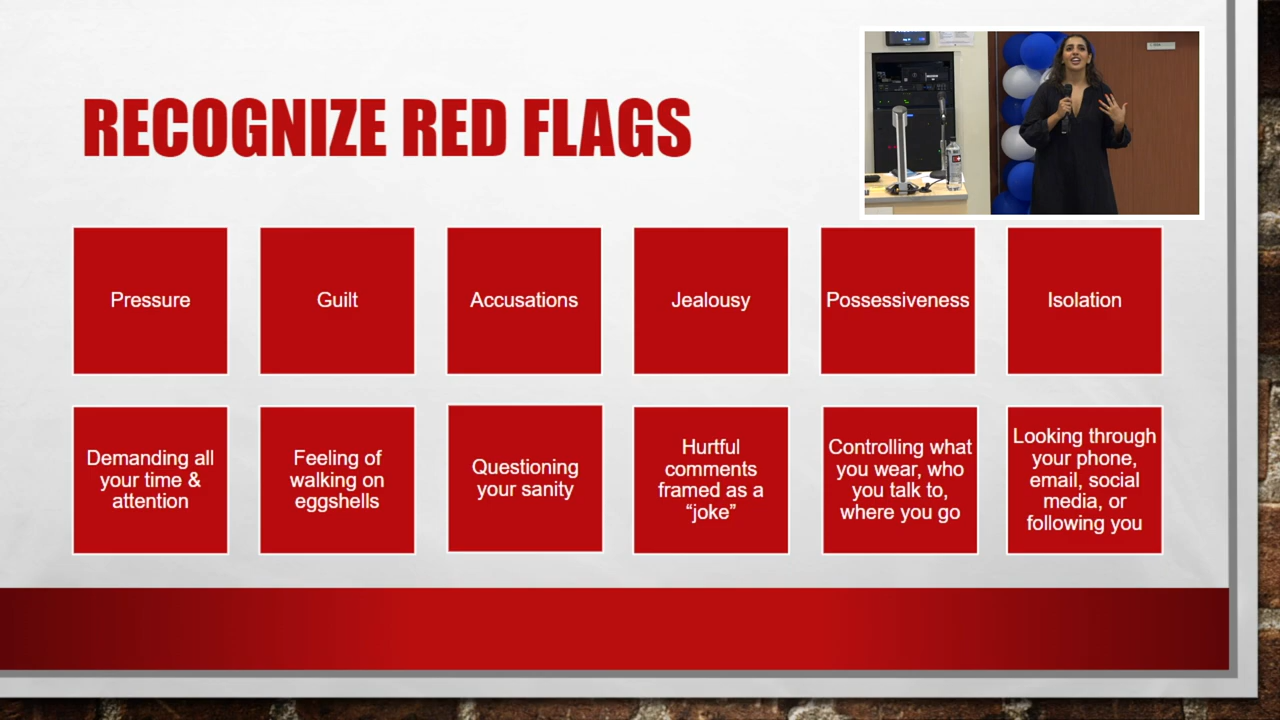 RECOGNIZE RED FLAGS
Pressure
Guilt
Accusations
Jealousy
Possessiveness
Isolation
Demanding all
your time &
attention
Feeling of
walking on
eggshells
Questioning
your sanity
Hurtful
comments
framed as a
“joke”
Controlling what
you wear, who
you talk to,
where you go
Looking through
your phone,
email, social
media, or
following you